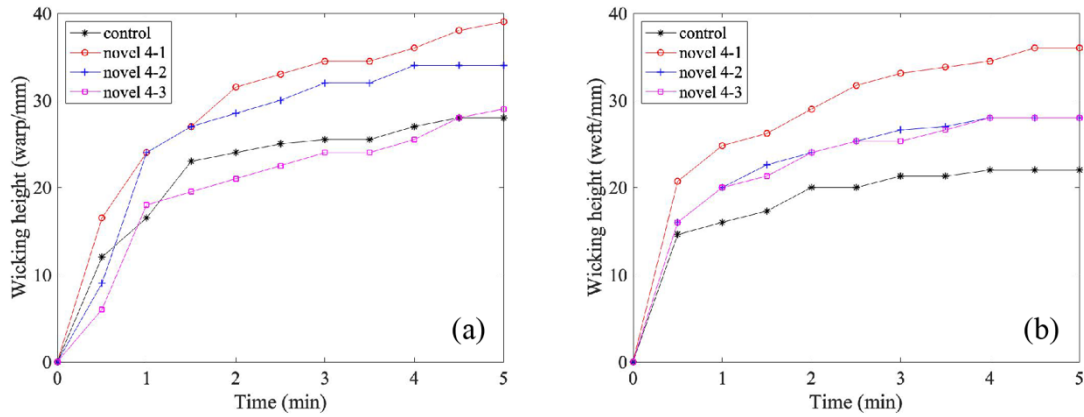 40
30
20
10
0
0 1 2 3 4 5
Wicking height (warp/mm)
Time (min)
control
novel 4-1
novel 4-2
novel 4-3
(a)
40
30
20
10
0
0 1 2 3 4 5
Wicking height (weft/mm)
Time (min)
control
novel 4-1
novel 4-2
novel 4-3
(b)